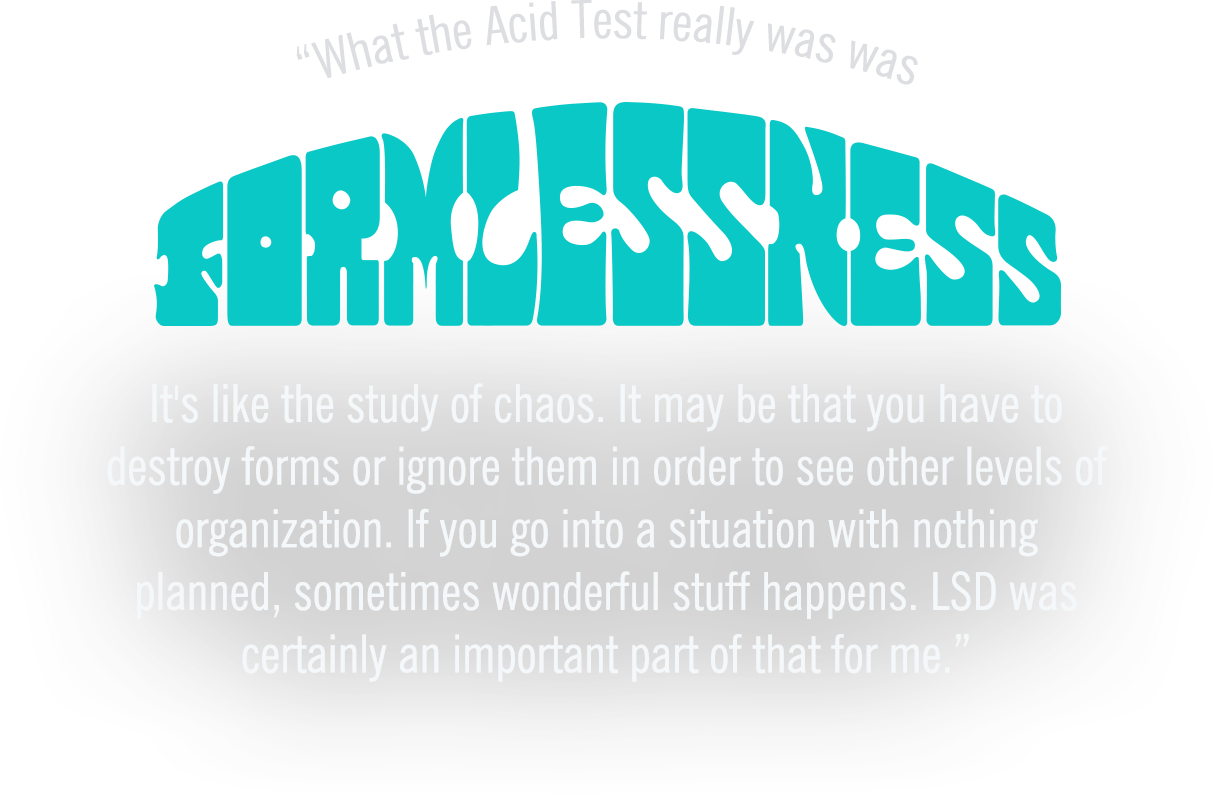 “What the Acid Test really was was
FORMLESSNESS
It's like the study of chaos. It may be that you have to
destroy forms or ignore them in order to see other levels of
organization. If you go into a situation with nothing
planned, sometimes wonderful stuff happens. LSD was
certainly an important part of that for me.”